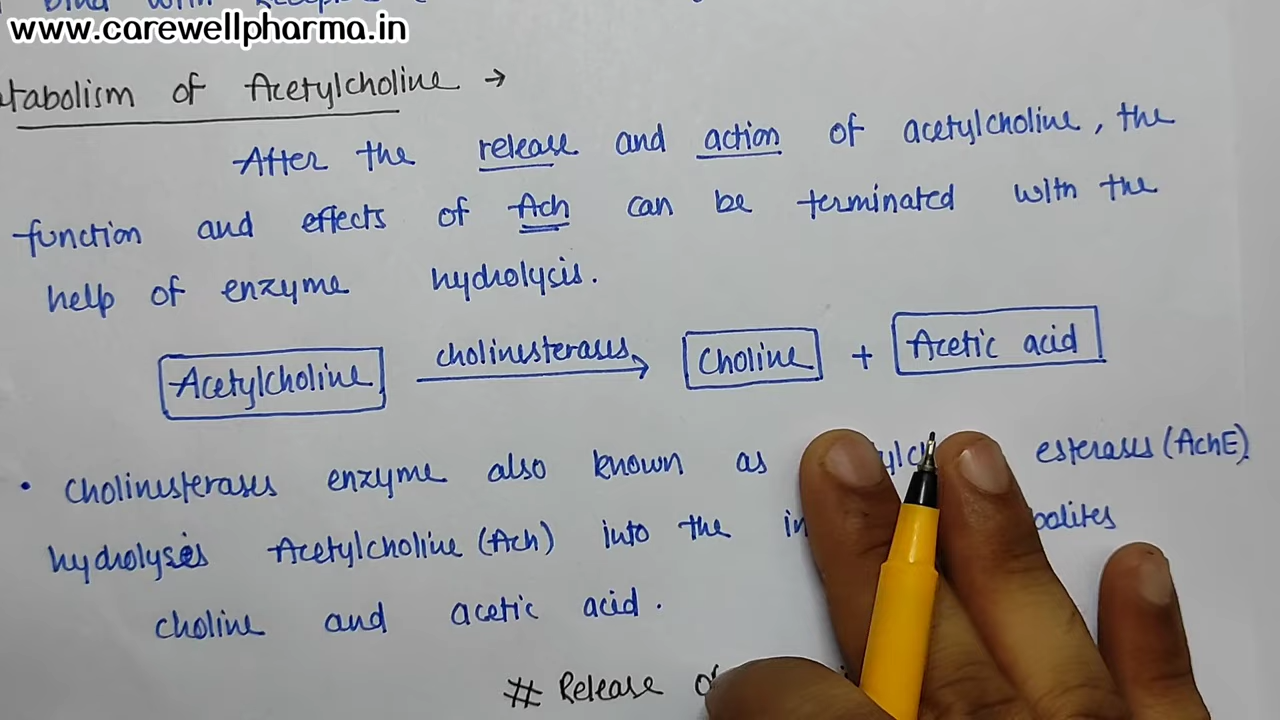 www.carewellpharma.in
tabolism of Acetylcholine →
After the release and action of acetylcholine, the
function and effects of Ach can be terminated with the
help of enzyme hydrolysis.
Acetylcholine cholinesterases Choline + Acetic acid
• cholinesterases enzyme also known as esterases (AchE)
hydrolyses Acetylcholine (Ach) into the
choline and acetic acid.
# Release